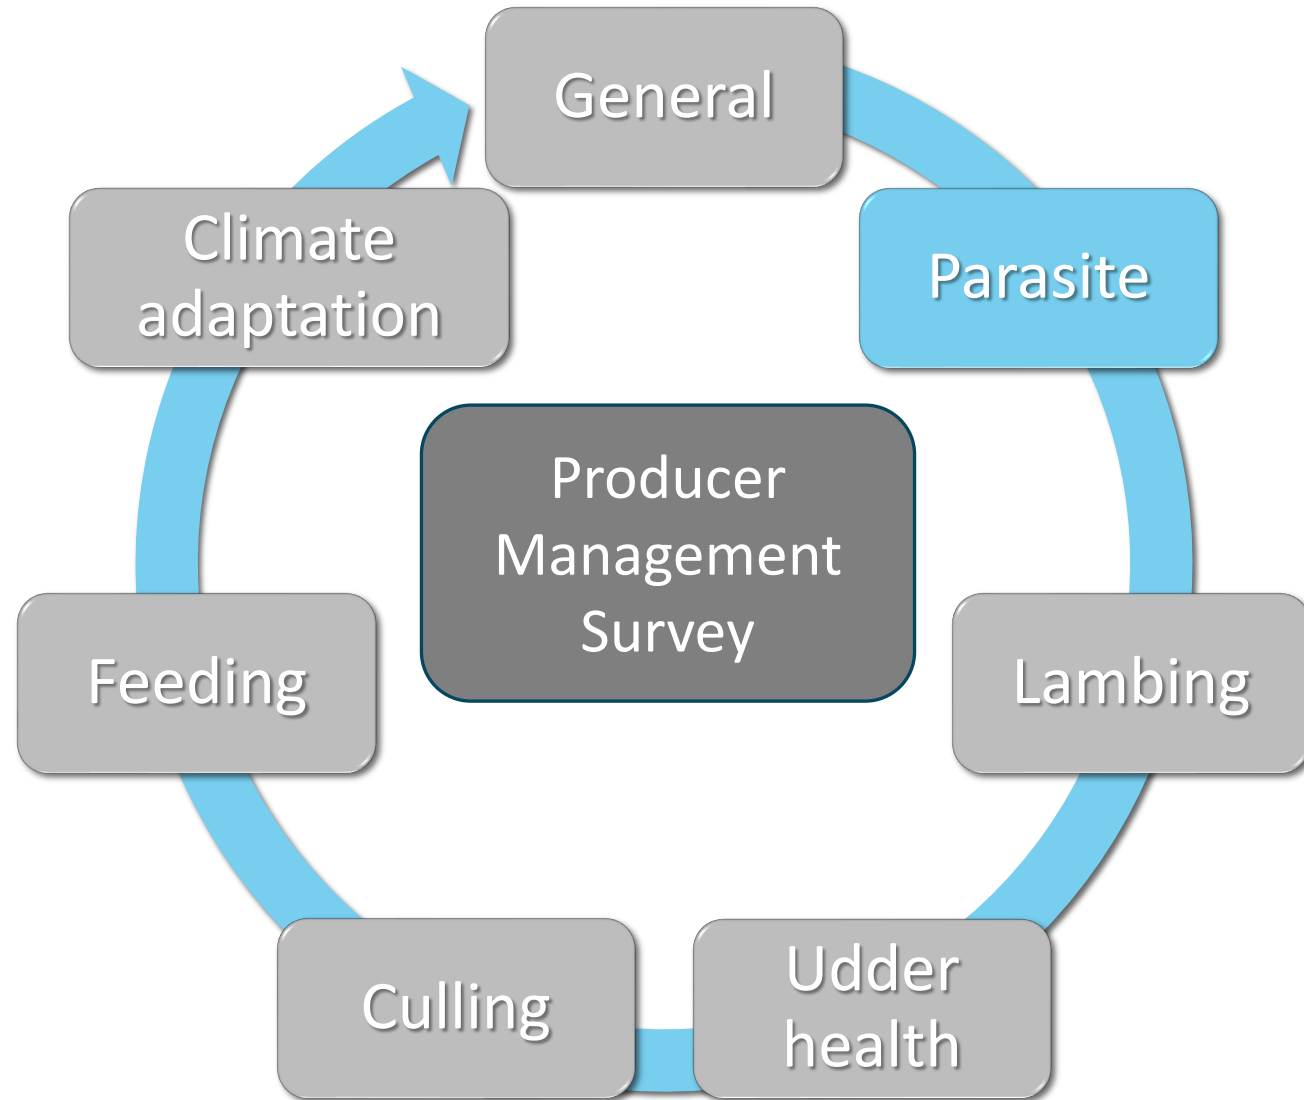 General
Parasite
Lambing
Udder
health
Culling
Feeding
Climate
adaptation
Producer
Management
Survey